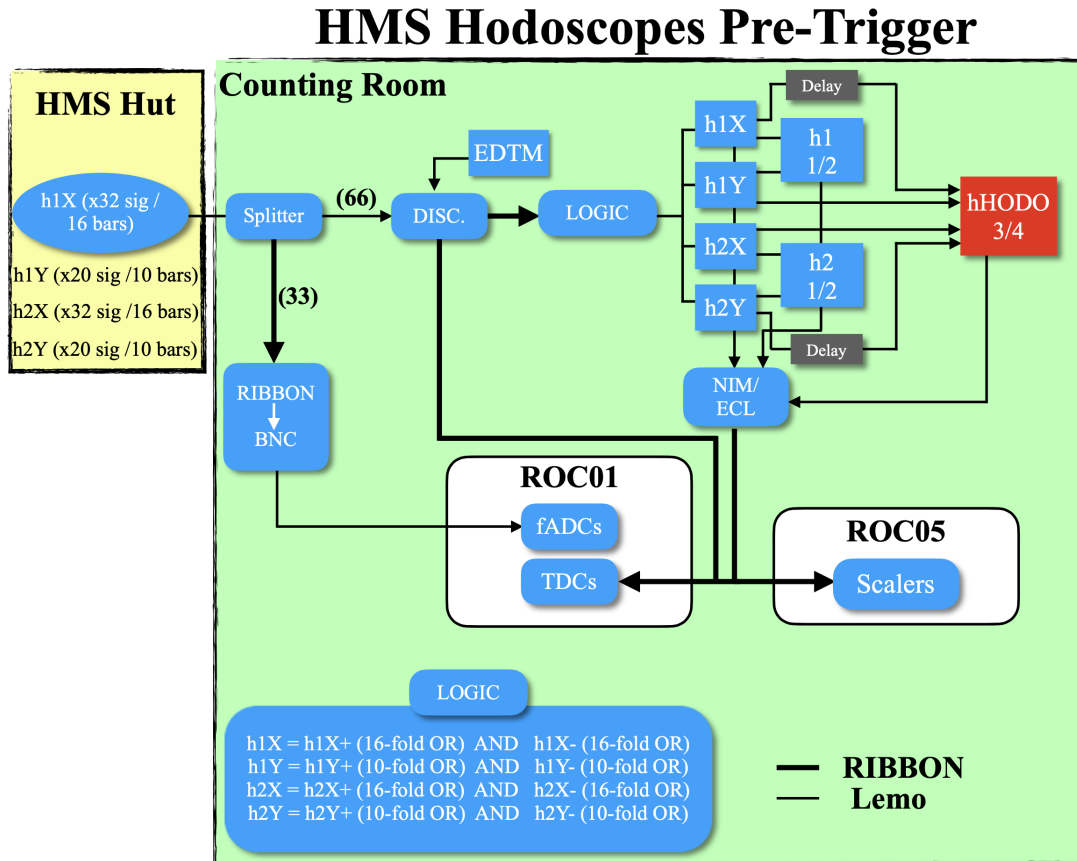 HMS Hodoscopes Pre-Trigger
HMS Hut
h1X (x32 sig /
16 bars)
h1Y (x20 sig /10 bars)
h2X (x32 sig /16 bars)
h2Y (x20 sig /10 bars)
Counting Room
Splitter
(66)
(33)
EDTM
DISC.
LOGIC
h1X
h1Y
h2X
h2Y
Delay
h1
1/2
h2
1/2
Delay
hHODO
3/4
NIM/
ECL
RIBBON
BNC
ROC01
fADCs
TDCs
ROC05
Scalers
LOGIC
h1X = h1X+ (16-fold OR) AND h1X- (16-fold OR)
h1Y = h1Y+ (10-fold OR) AND h1Y- (10-fold OR)
h2X = h2X+ (16-fold OR) AND h2X- (16-fold OR)
h2Y = h2Y+ (10-fold OR) AND h2Y- (10-fold OR)
RIBBON
Lemo